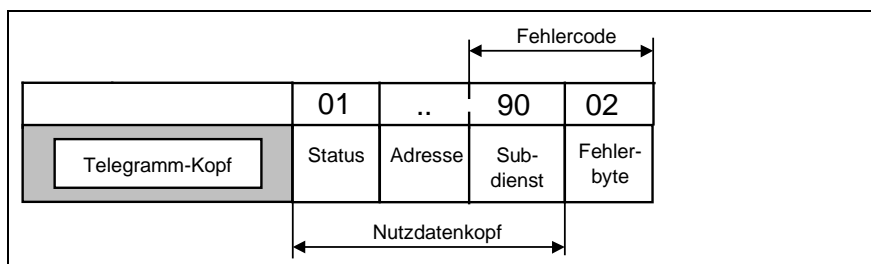 Fehlercode
01 .. 90 02
Telegramm-Kopf
Status
Adresse
Sub-
dienst
Fehler-
byte
Nutzdatenkopf